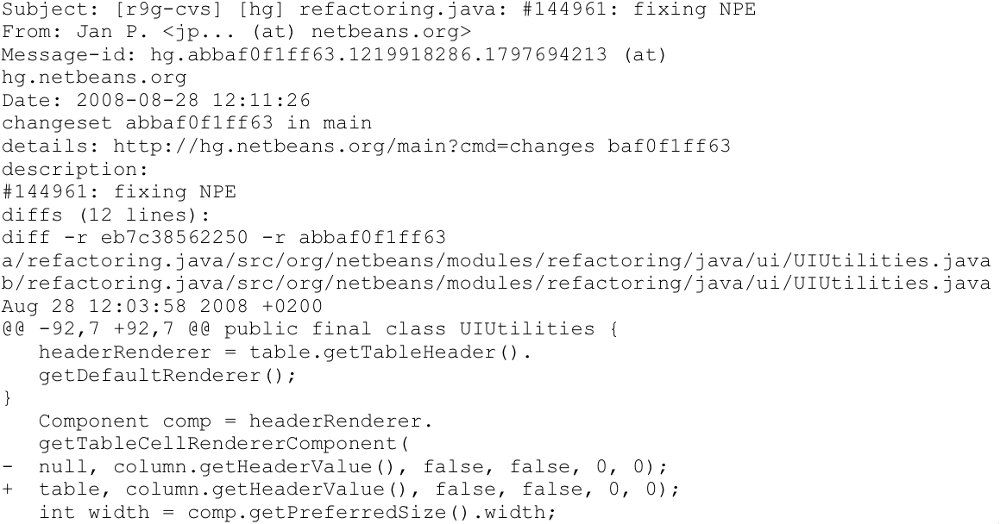 Subject: [r9g-cvs] [hg] refactoring.java: #144961: fixing NPE
From: Jan P. <jp... (at) netbeans.org>
Message-id: hg.abbaf0f1ff63.1219918286.1797694213 (at)
hg.netbeans.org
Date: 2008-08-28 12:11:26
changeset abbaf0f1ff63 in main
details: http://hg.netbeans.org/main?cmd=changes baf0f1ff63
description:
#144961: fixing NPE
diffs (12 lines):
diff -r eb7c38562250 -r abbaf0f1ff63
a/refactoring.java/src/org/netbeans/modules/refactoring/java/ui/UIUtilities.java
b/refactoring.java/src/org/netbeans/modules/refactoring/java/ui/UIUtilities.java
Aug 28 12:03:58 2008 +0200
@@ -92,7 +92,7 @@ public final class UIUtilities {
   headerRenderer = table.getTableHeader().
   getDefaultRenderer();
}
   Component comp = headerRenderer.
   getTableCellRendererComponent(
-  null, column.getHeaderValue(), false, false, 0, 0);
+  table, column.getHeaderValue(), false, false, 0, 0);
   int width = comp.getPreferredSize().width;